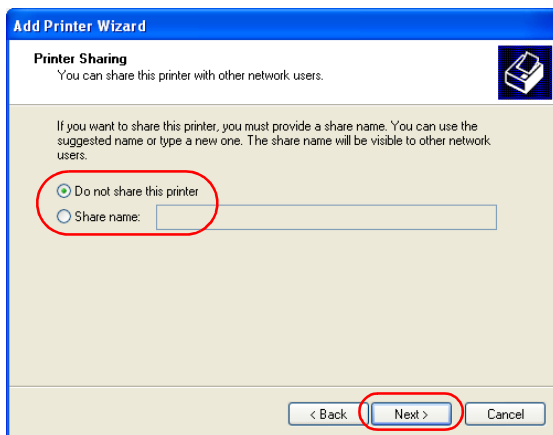 Add Printer Wizard
Printer Sharing
You can share this printer with other network users.
If you want to share this printer, you must provide a share name. You can use the
suggested name or type a new one. The share name will be visible to other network
users.
Do not share this printer
Share name:
< Back
Next >
Cancel